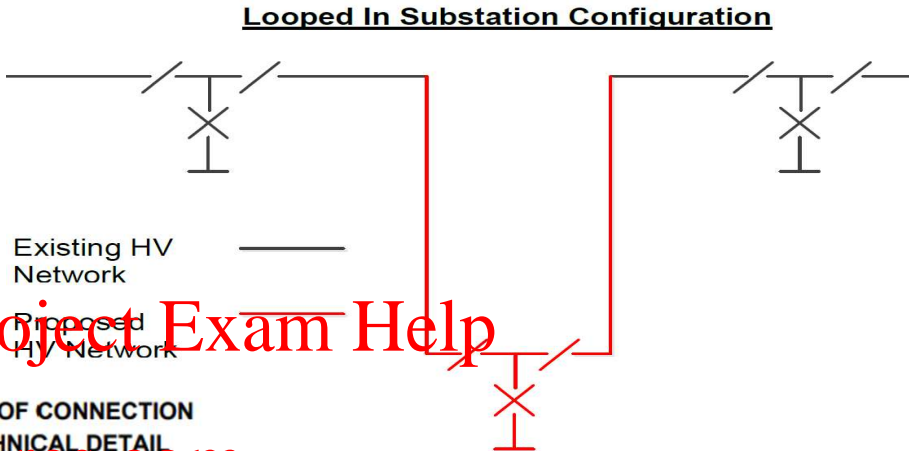 Looped In Substation Configuration
Existing HV
Network
Proposed
HV Network
oject Exam Help
OF CONNECTION
HNICAL DETAIL